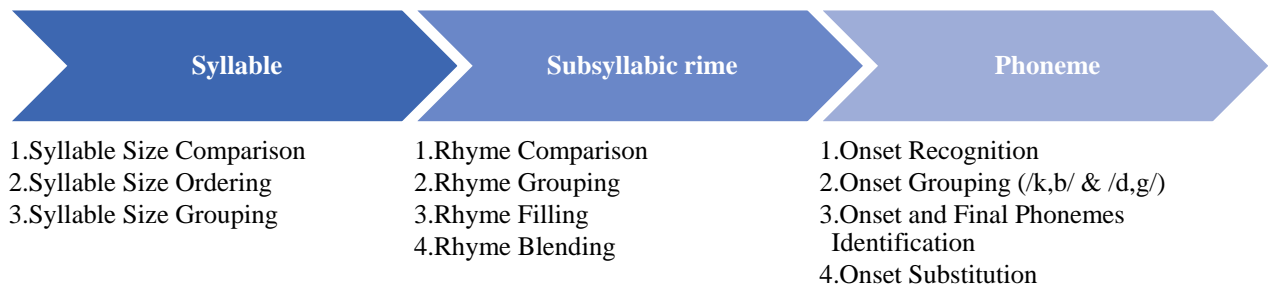 Syllable
Subsyllabic rime
Phoneme
1.Syllable Size Comparison
2.Syllable Size Ordering
3.Syllable Size Grouping
1.Rhyme Comparison
2.Rhyme Grouping
3.Rhyme Filling
4.Rhyme Blending
1.Onset Recognition
2.Onset Grouping (/k,b/ & /d,g/)
3.Onset and Final Phonemes
Identification
4.Onset Substitution